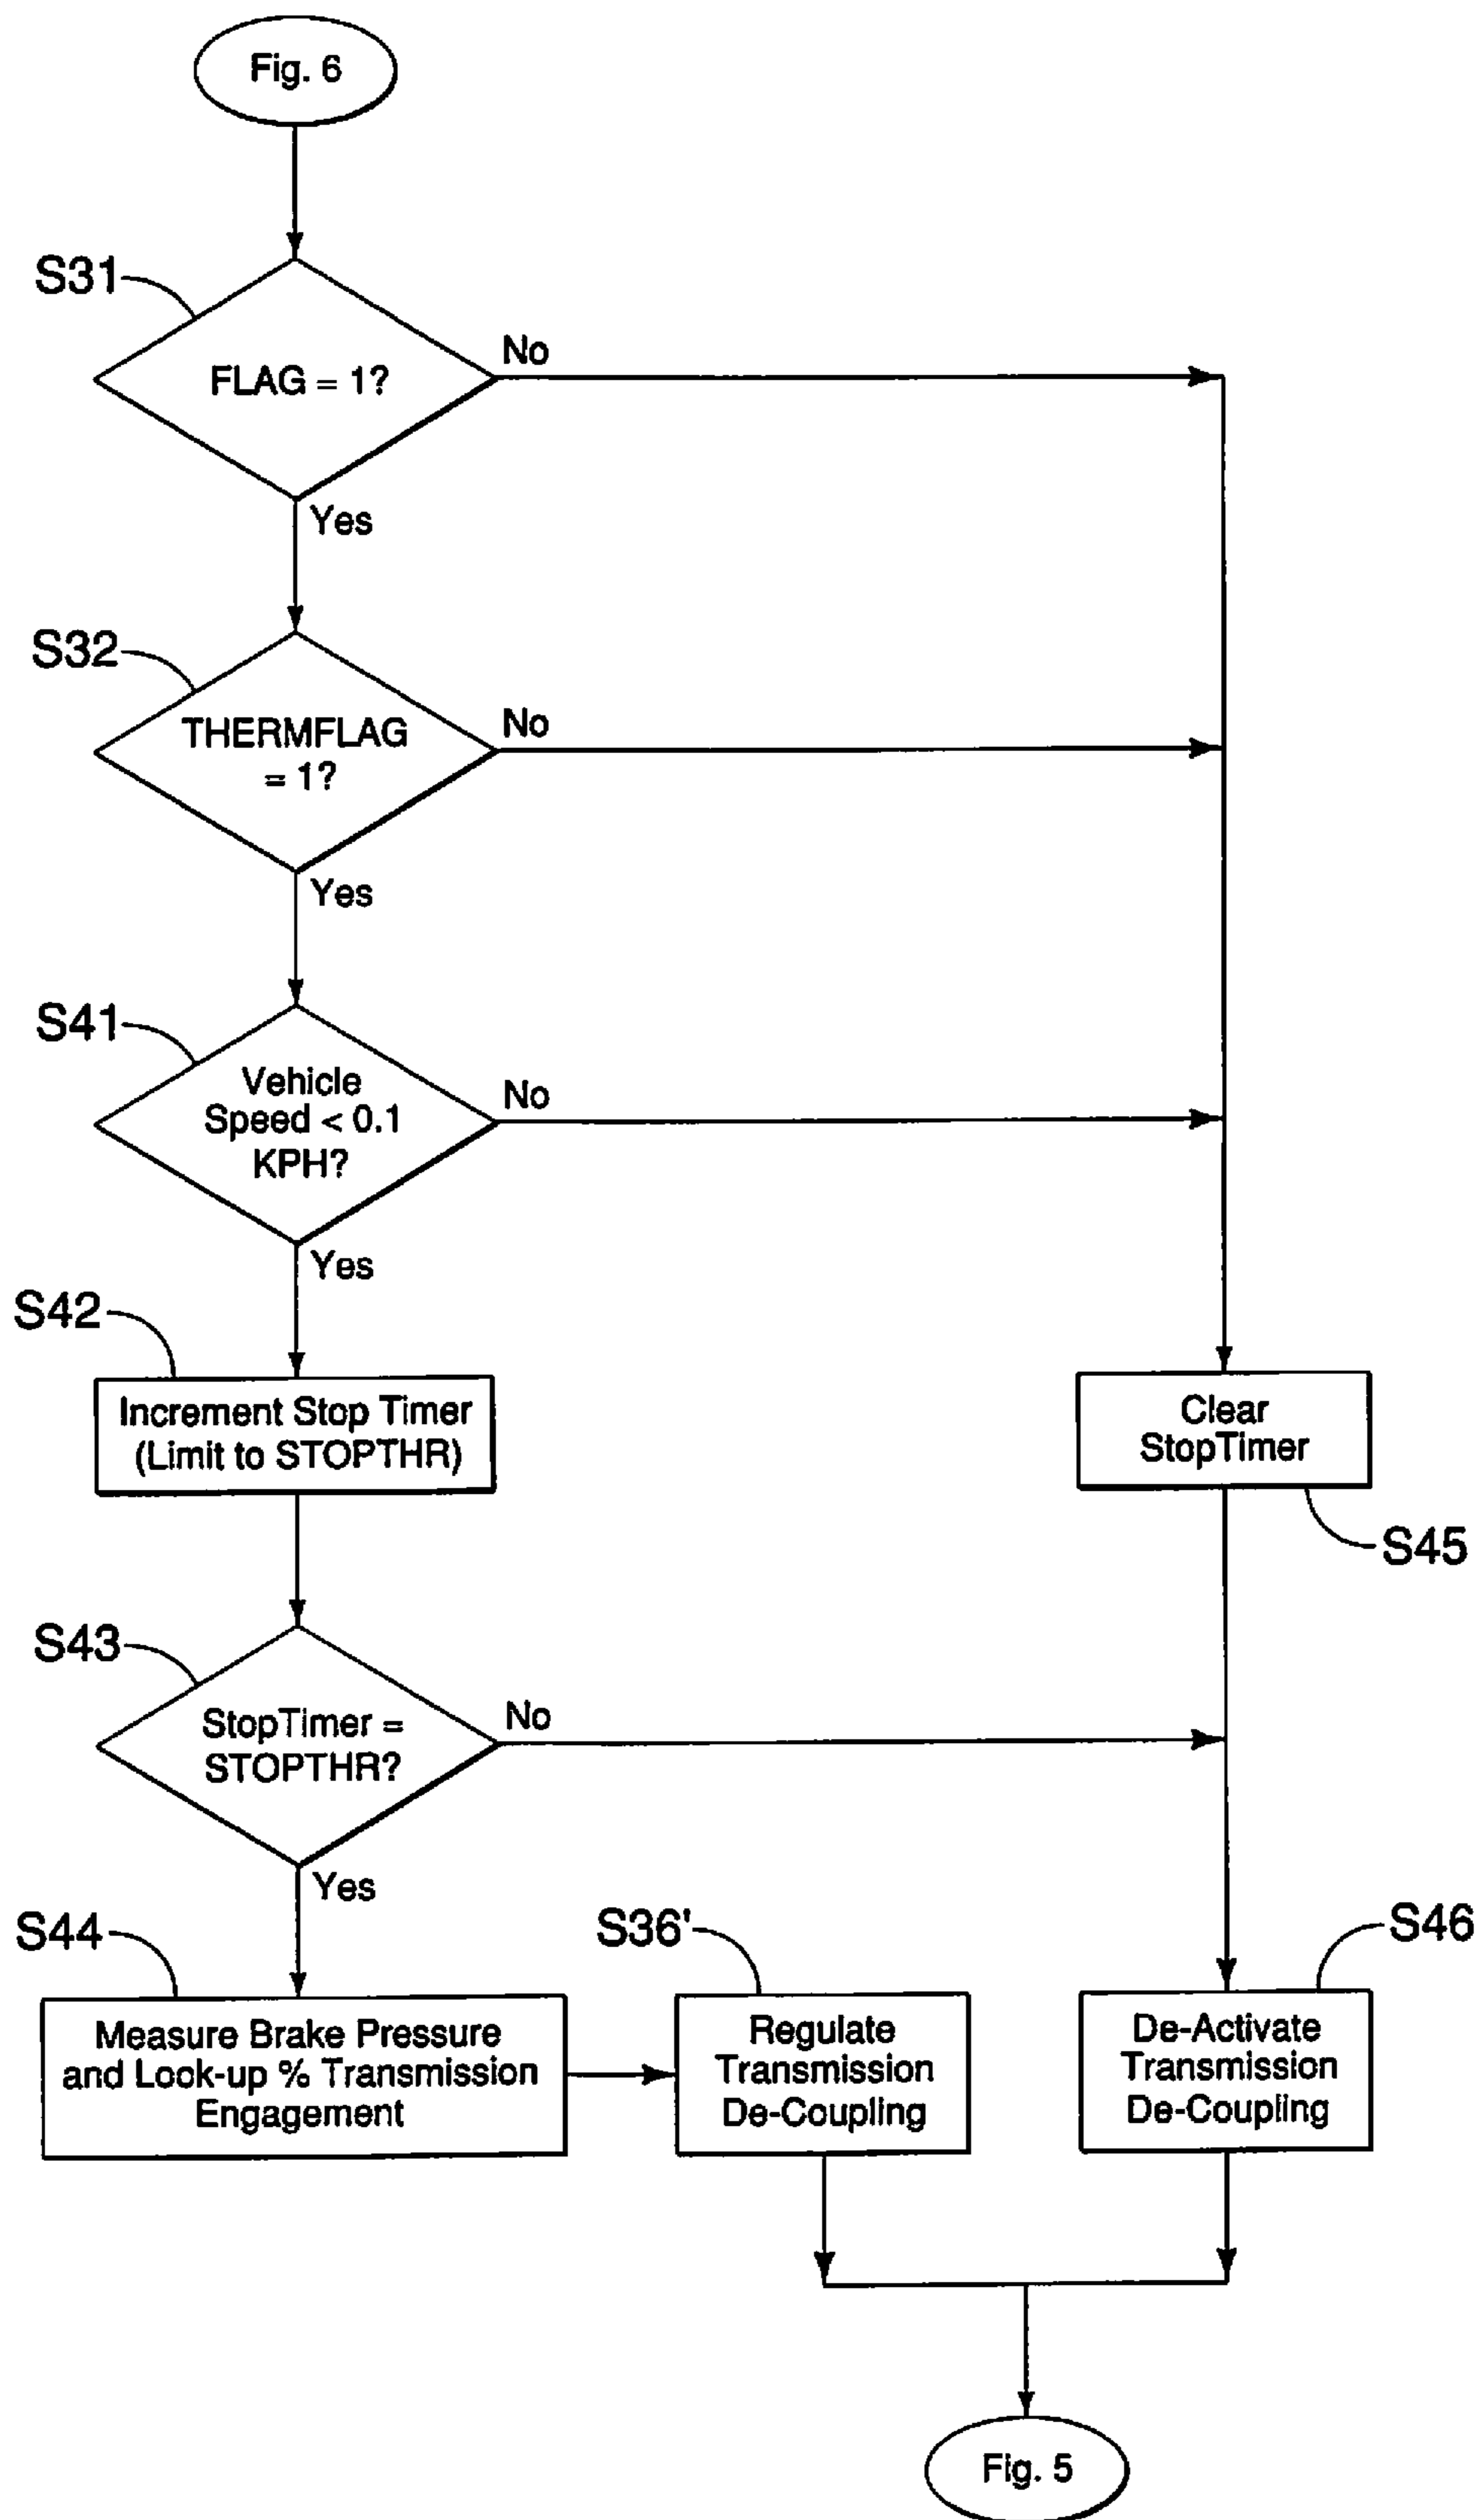 Fig. 6
S31
FLAG = 1?
No
Yes
S32
THERMFLAG
= 1?
No
Yes
S41
Vehicle
Speed < 0.1
KPH?
No
Yes
S42
Increment Stop Timer
(Limit to STOPTHR)
Clear
StopTimer
S45
S43
StopTimer =
STOPTHR?
No
Yes
S44
Measure Brake Pressure
and Look-up % Transmission
Engagement
S36'
Regulate
Transmission
De-Coupling
S46
De-Activate
Transmission
De-Coupling
Fig. 5